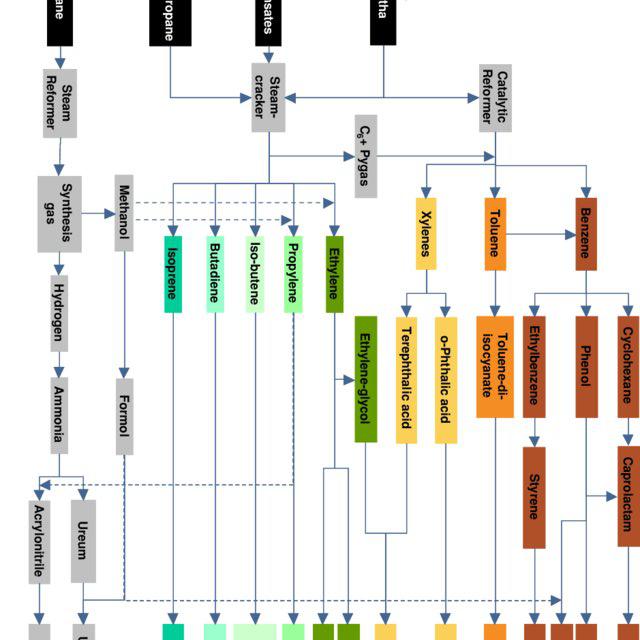 ane
ropane
nsates
tha
Steam
Reformer
Steam-
cracker
Catalytic
Reformer
C6+ Pygas
Synthesis
gas
Methanol
Xylenes
Toluene
Benzene
Isoprene
Butadiene
Iso-butene
Propylene
Ethylene
Hydrogen
Ethylene-glycol
Terephthalic acid
o-Phthalic acid
Toluene-di-
isocyanate
Ethylbenzene
Phenol
Cyclohexane
Ammonia
Formol
Styrene
Caprolactam
Acrylonitrile
Ureum
U